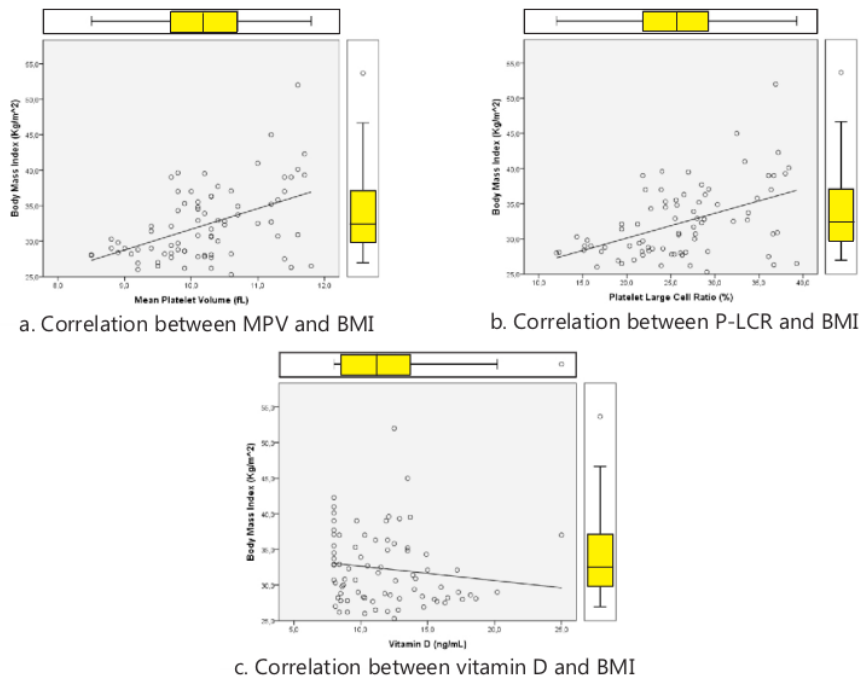 Body Mass Index (Kg/m^2)
55,0
50,0
45,0
40,0
35,0
30,0
25,0
8,0 9,0 10,0 11,0 12,0
Mean Platelet Volume (fL)
a. Correlation between MPV and BMI
Body Mass Index (Kg/m^2)
55,0
50,0
45,0
40,0
35,0
30,0
25,0
10,0 15,0 20,0 25,0 30,0 35,0 40,0
Platelet Large Cell Ratio (%)
b. Correlation between P-LCR and BMI
Body Mass Index (Kg/m^2)
55,0
50,0
45,0
40,0
35,0
30,0
25,0
5,0 10,0 15,0 20,0 25,0
Vitamin D (ng/mL)
c. Correlation between vitamin D and BMI